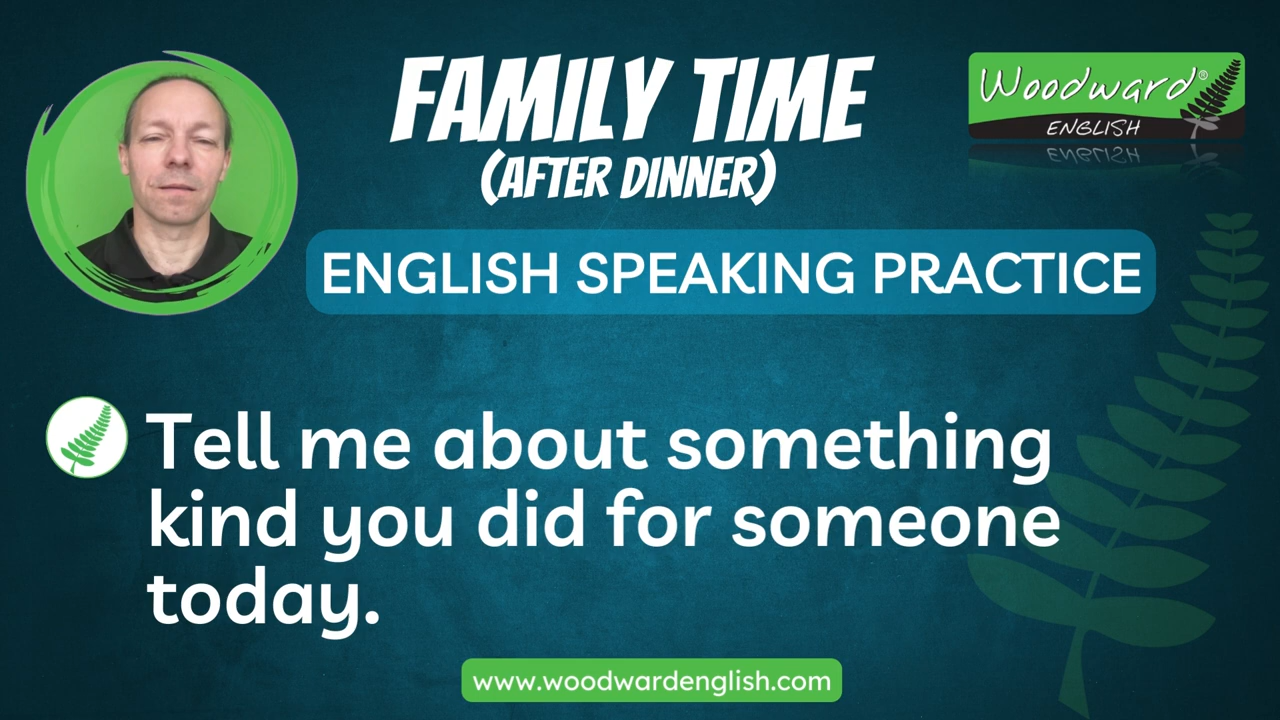 FAMILY TIME
(AFTER DINNER)
Woodward®
ENGLISH
ENGLISH SPEAKING PRACTICE
Tell me about something
kind you did for someone
today.
www.woodwardenglish.com